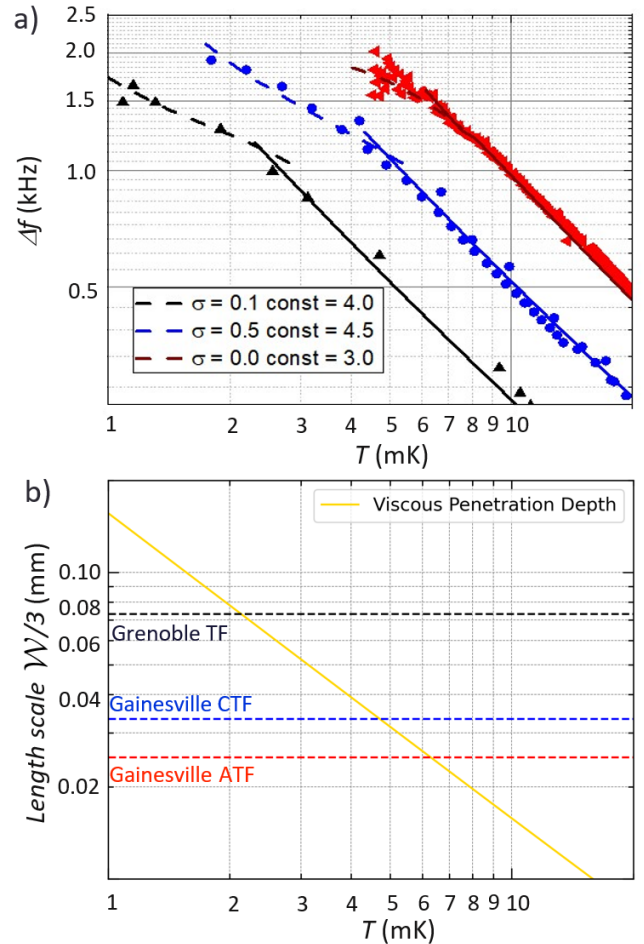 a)
2.5
2.0
1.5
1.0
0.5
Δf (kHz)
σ = 0.1 const = 4.0
σ = 0.5 const = 4.5
σ = 0.0 const = 3.0
1 2 3 4 5 6 7 8 9 10
T (mK)
b)
Viscous Penetration Depth
0.10
0.08
0.06
0.04
0.02
Length scale W/3 (mm)
Grenoble TF
Gainesville CTF
Gainesville ATF
1 2 3 4 5 6 7 8 9 10
T (mK)